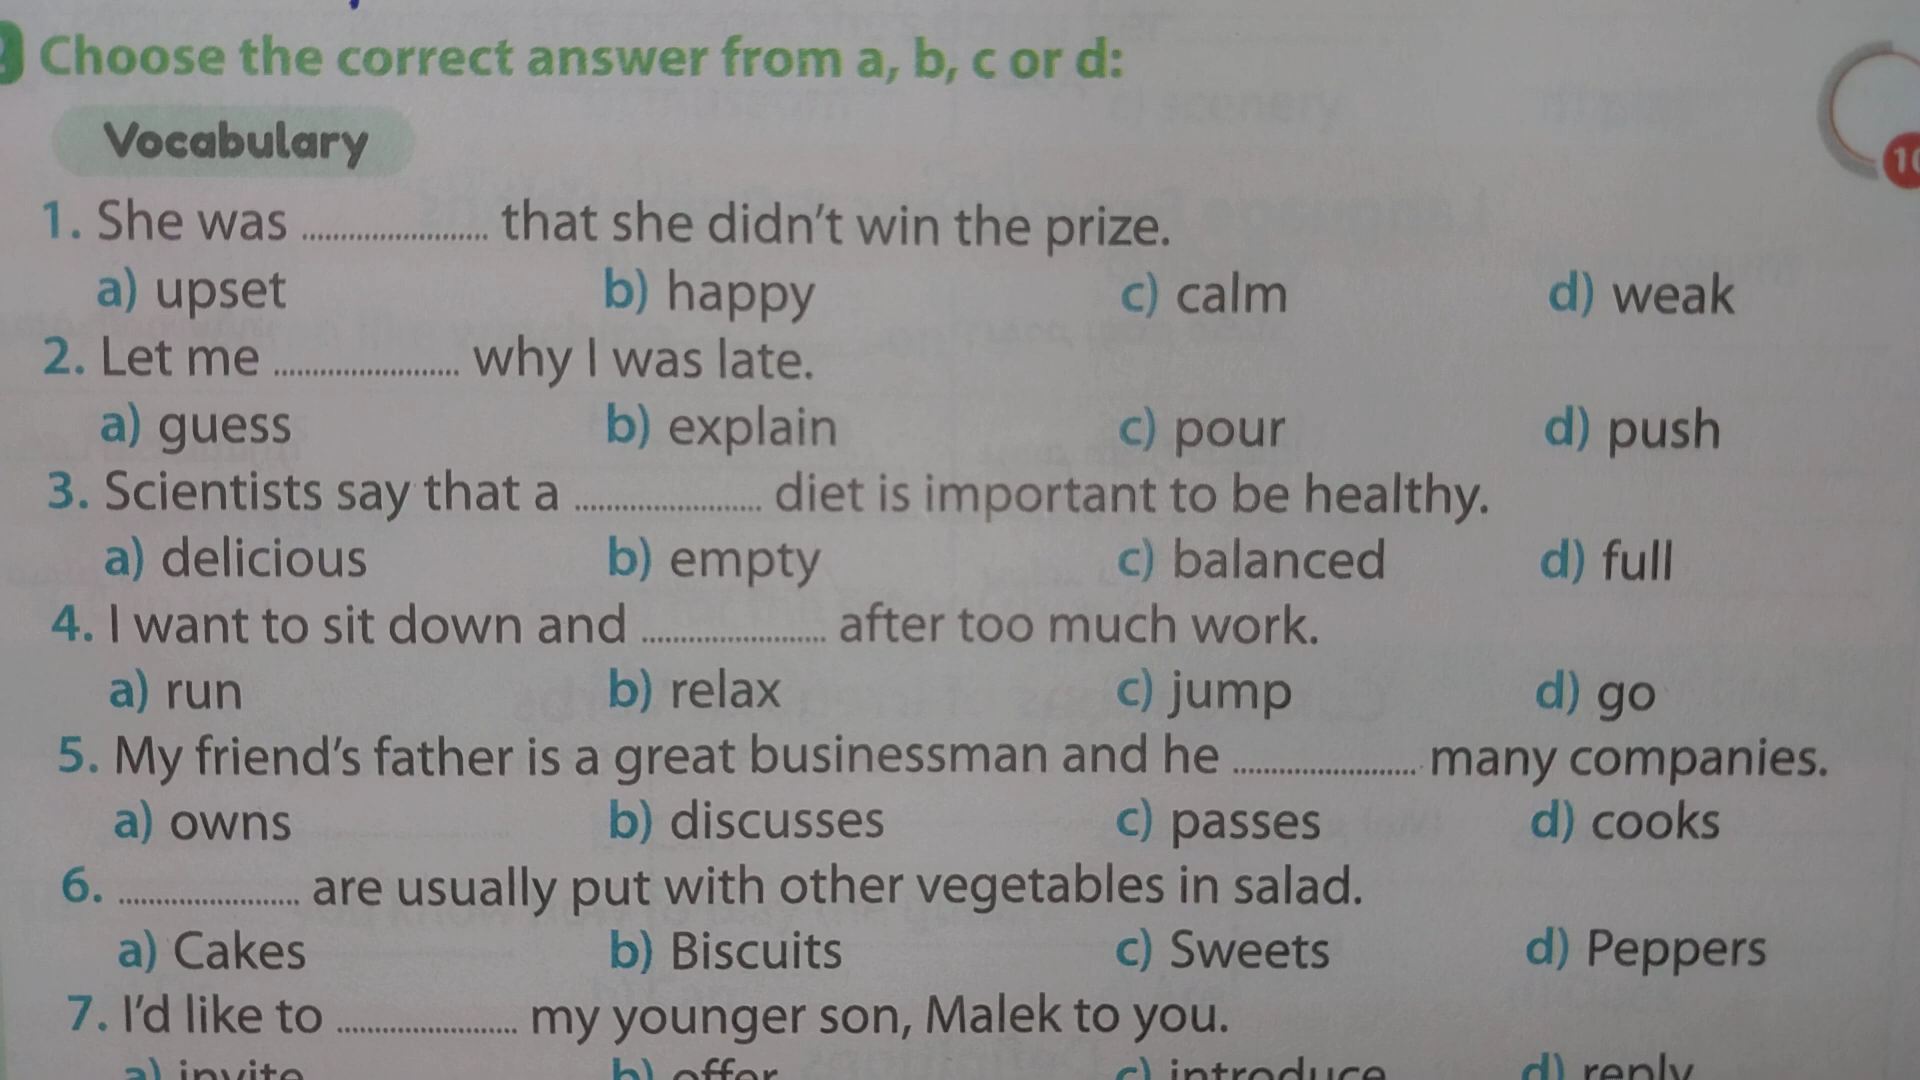 Choose the correct answer from a, b, c or d:
Vocabulary
10
1. She was ........................ that she didn't win the prize.
a) upset b) happy c) calm d) weak
2. Let me ........................ why I was late.
a) guess b) explain c) pour d) push
3. Scientists say that a ........................ diet is important to be healthy.
a) delicious b) empty c) balanced d) full
4. I want to sit down and ........................ after too much work.
a) run b) relax c) jump d) go
5. My friend's father is a great businessman and he ........................ many companies.
a) owns b) discusses c) passes d) cooks
6. ........................ are usually put with other vegetables in salad.
a) Cakes b) Biscuits c) Sweets d) Peppers
7. I'd like to ........................ my younger son, Malek to you.
a) invite b) offer c) introduce d) reply